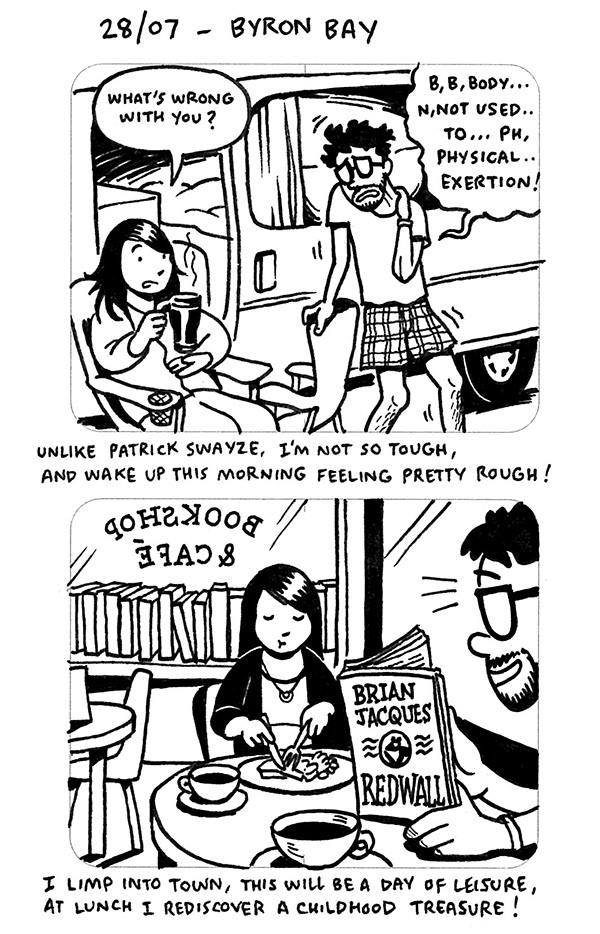 28/07 - BYRON BAY
WHAT'S WRONG
WITH YOU?
B, B, BODY...
N, NOT USED..
TO... PH,
PHYSICAL..
EXERTION!
UNLIKE PATRICK SWAYZE, I'M NOT SO TOUGH,
AND WAKE UP THIS MORNING FEELING PRETTY ROUGH!
BOOKSHOP
& CAFÉ
BRIAN
JACQUES
REDWALL
I LIMP INTO TOWN, THIS WILL BE A DAY OF LEISURE,
AT LUNCH I REDISCOVER A CHILDHOOD TREASURE!